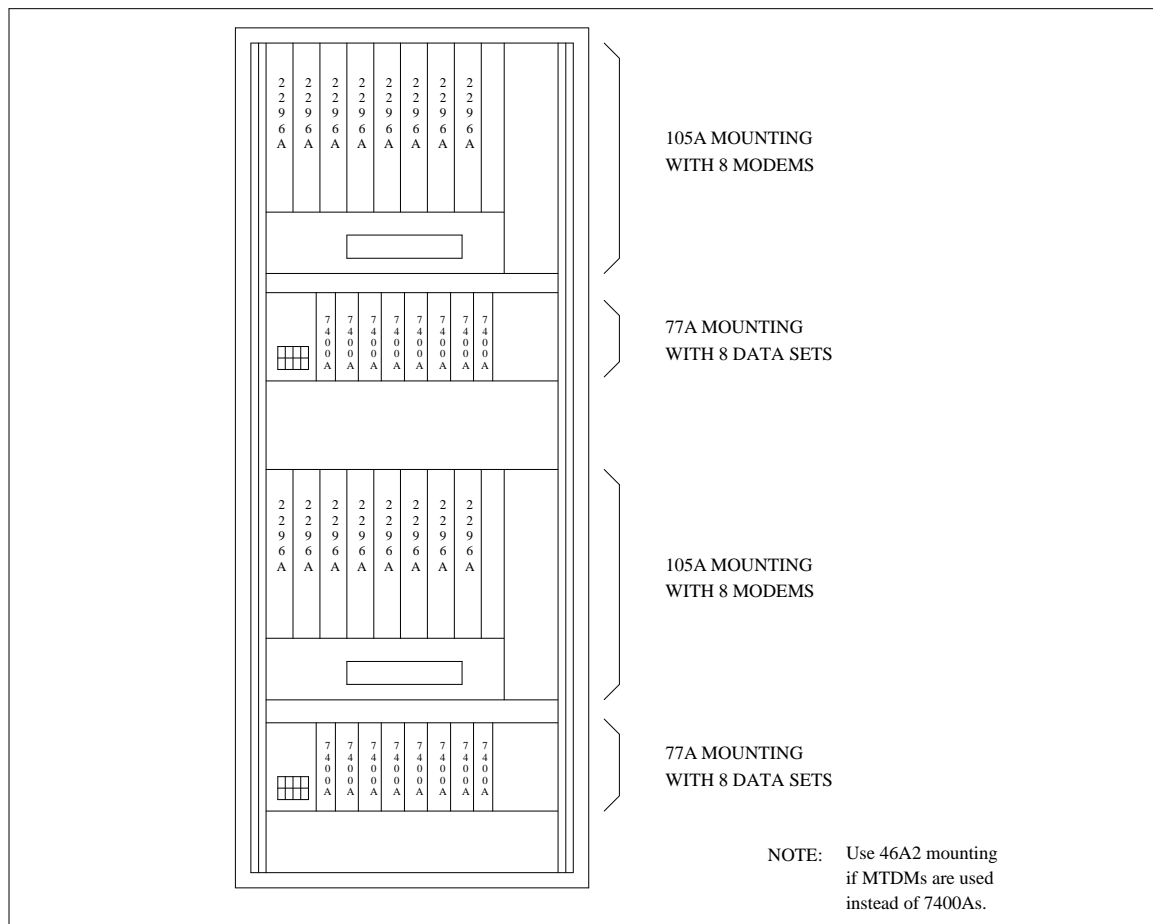 2296A 2296A 2296A 2296A 2296A 2296A 2296A 2296A
105A MOUNTING
WITH 8 MODEMS
7400A 7400A 7400A 7400A 7400A 7400A 7400A 7400A
77A MOUNTING
WITH 8 DATA SETS
2296A 2296A 2296A 2296A 2296A 2296A 2296A 2296A
105A MOUNTING
WITH 8 MODEMS
7400A 7400A 7400A 7400A 7400A 7400A 7400A 7400A
77A MOUNTING
WITH 8 DATA SETS
NOTE: Use 46A2 mounting
if MTDMs are used
instead of 7400As.